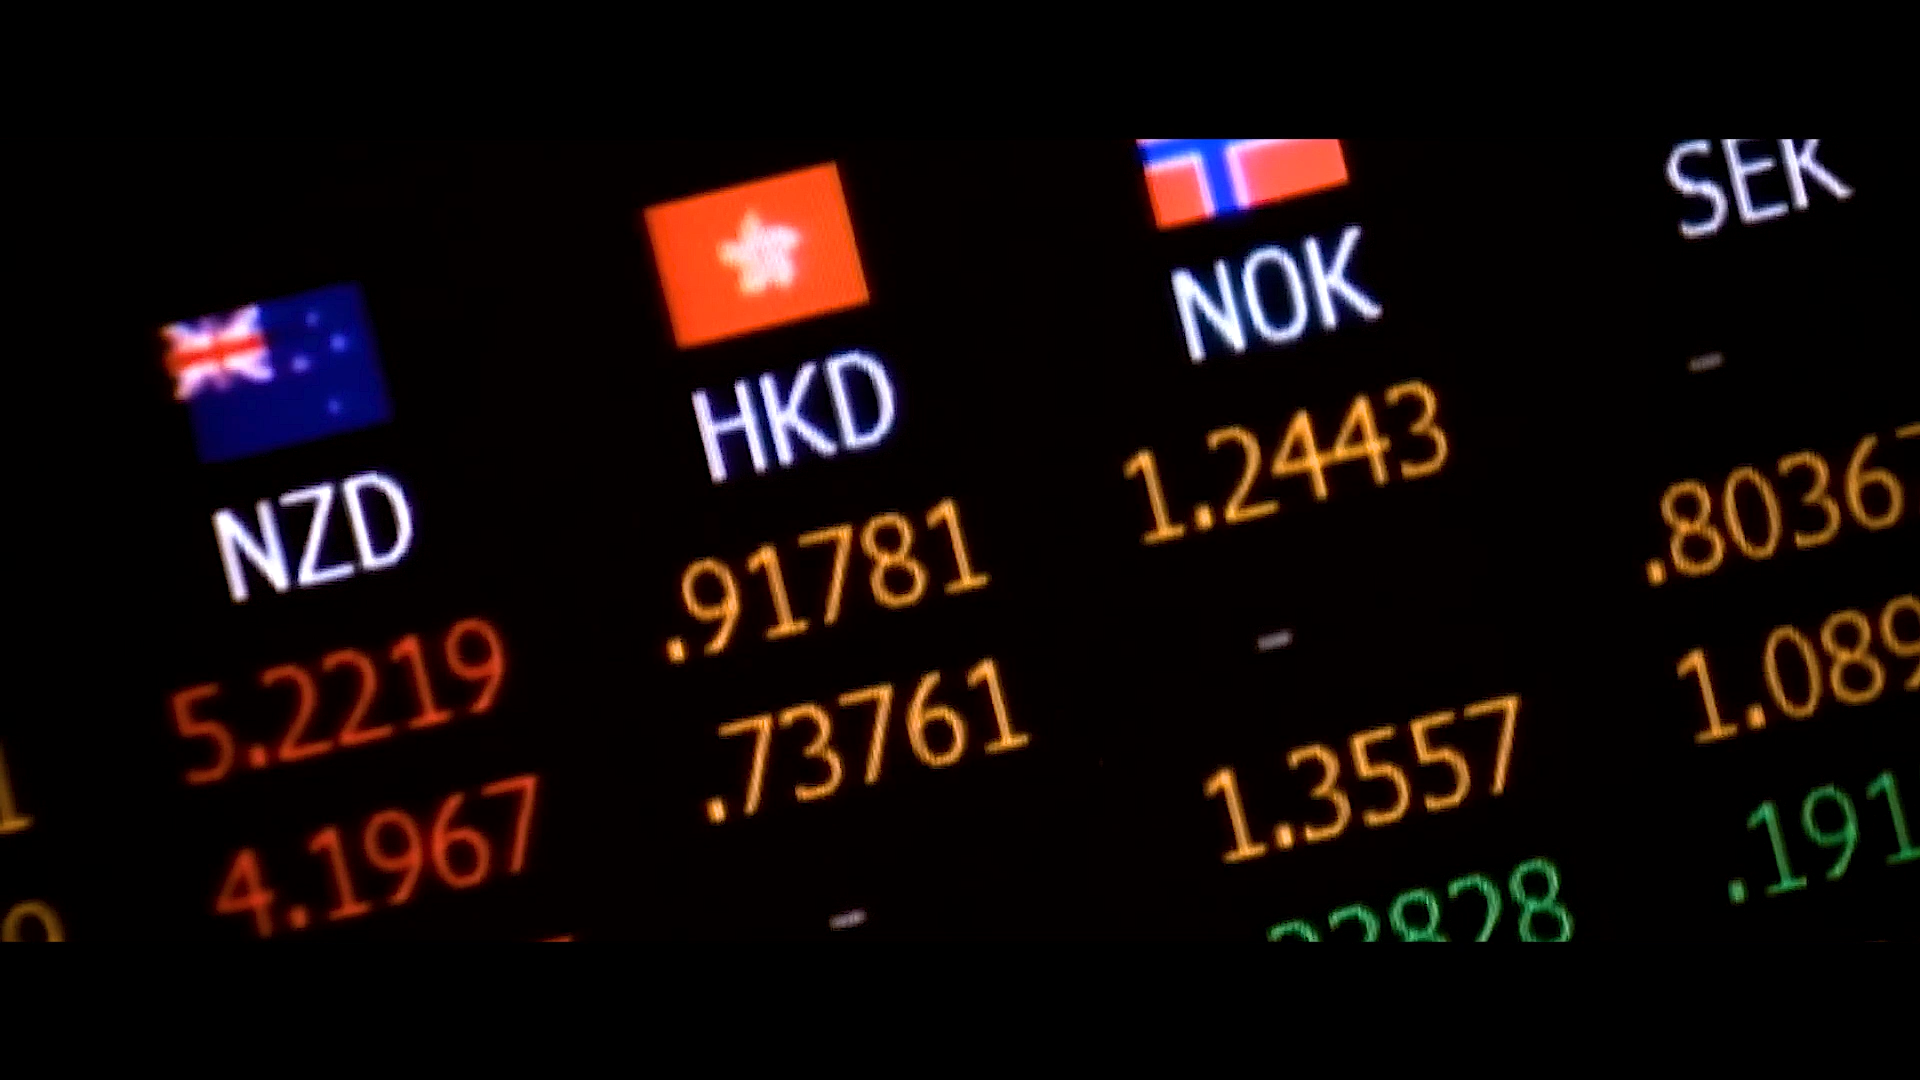 NZD HKD NOK SEK
5.2219 .91781 1.2443 -
4.1967 .73761 - .8036
- 1.3557 1.089
.191